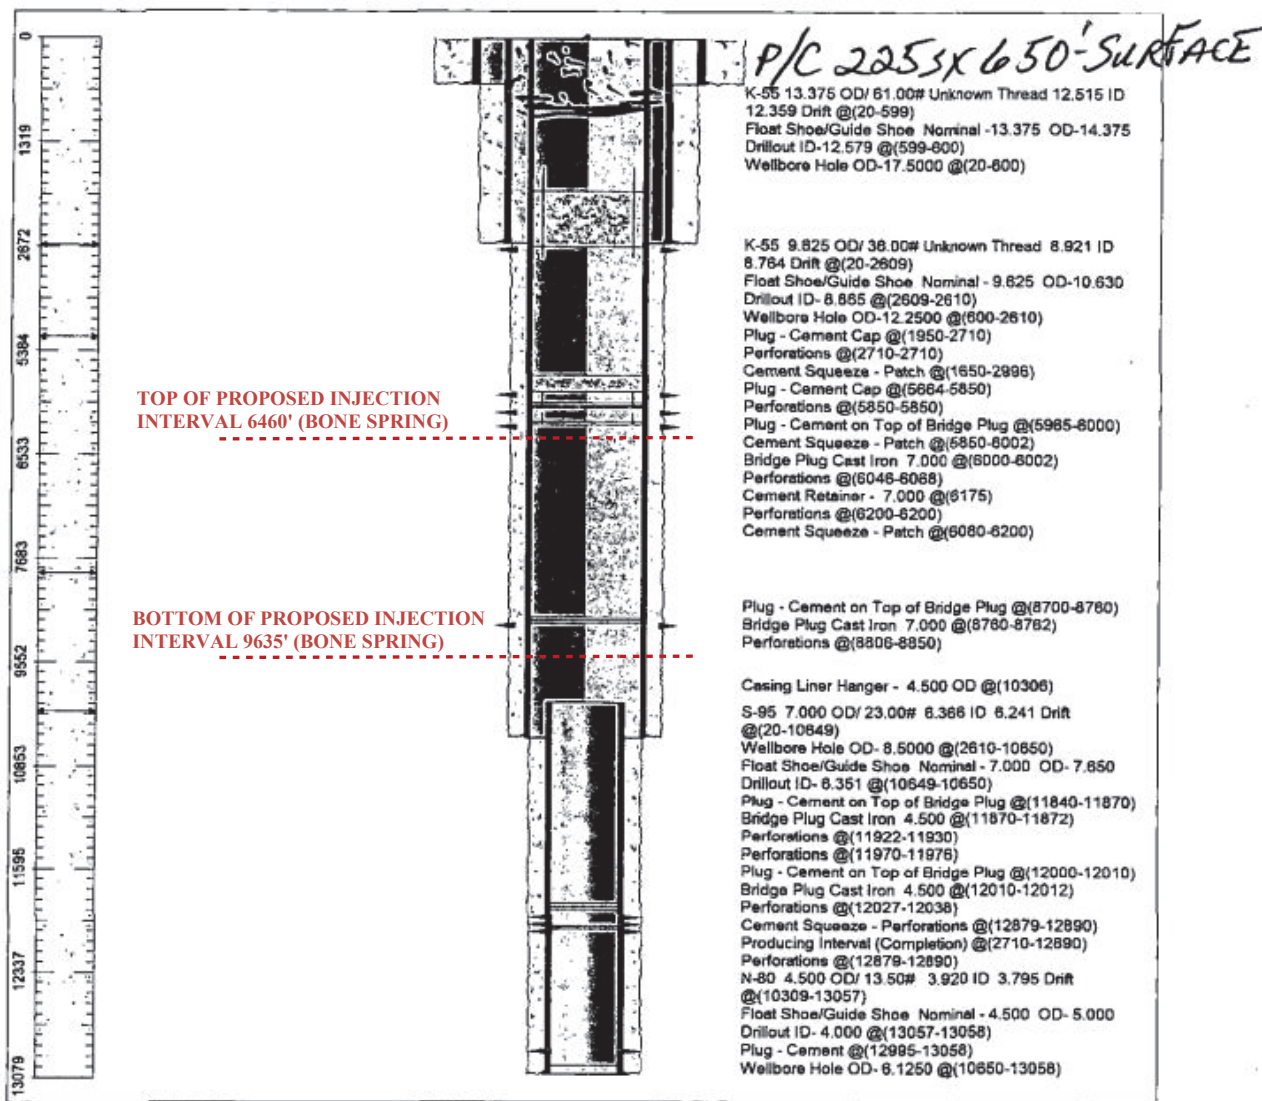 P/C 225sx 650'-SURFACE
K-55 13.375 OD/ 61.00# Unknown Thread 12.515 ID
12.359 Drift @(20-599)
Float Shoe/Guide Shoe Nominal -13.375 OD-14.375
Drillout ID-12.579 @(599-600)
Wellbore Hole OD-17.5000 @(20-600)
K-55 9.625 OD/ 36.00# Unknown Thread 8.921 ID
8.764 Drift @(20-2609)
Float Shoe/Guide Shoe Nominal - 9.625 OD-10.630
Drillout ID- 8.865 @(2609-2610)
Wellbore Hole OD-12.2500 @(600-2610)
Plug - Cement Cap @(1950-2710)
Perforations @(2710-2710)
Cement Squeeze - Patch @(1650-2996)
Plug - Cement Cap @(5664-5850)
Perforations @(5850-5850)
Plug - Cement on Top of Bridge Plug @(5965-6000)
Cement Squeeze - Patch @(5850-6002)
Bridge Plug Cast Iron 7.000 @(6000-6002)
Perforations @(6046-6068)
Cement Retainer - 7.000 @(6175)
Perforations @(6200-6200)
Cement Squeeze - Patch @(6080-6200)
Plug - Cement on Top of Bridge Plug @(8700-8760)
Bridge Plug Cast Iron 7.000 @(8760-8762)
Perforations @(8806-8850)
Casing Liner Hanger - 4.500 OD @(10306)
S-95 7.000 OD/ 23.00# 6.366 ID 6.241 Drift
@(20-10649)
Wellbore Hole OD- 8.5000 @(2610-10650)
Float Shoe/Guide Shoe Nominal - 7.000 OD- 7.650
Drillout ID- 6.351 @(10649-10650)
Plug - Cement on Top of Bridge Plug @(11840-11870)
Bridge Plug Cast Iron 4.500 @(11870-11872)
Perforations @(11922-11930)
Perforations @(11970-11976)
Plug - Cement on Top of Bridge Plug @(12000-12010)
Bridge Plug Cast Iron 4.500 @(12010-12012)
Perforations @(12027-12038)
Cement Squeeze - Perforations @(12879-12890)
Producing Interval (Completion) @(2710-12890)
Perforations @(12879-12890)
N-80 4.500 OD/ 13.50# 3.920 ID 3.795 Drift
@(10309-13057)
Float Shoe/Guide Shoe Nominal - 4.500 OD- 5.000
Drillout ID- 4.000 @(13057-13058)
Plug - Cement @(12995-13058)
Wellbore Hole OD- 6.1250 @(10650-13058)
TOP OF PROPOSED INJECTION
INTERVAL 6460' (BONE SPRING)
BOTTOM OF PROPOSED INJECTION
INTERVAL 9635' (BONE SPRING)
0
1319
2672
5384
6533
7683
9552
10853
11595
12337
13079